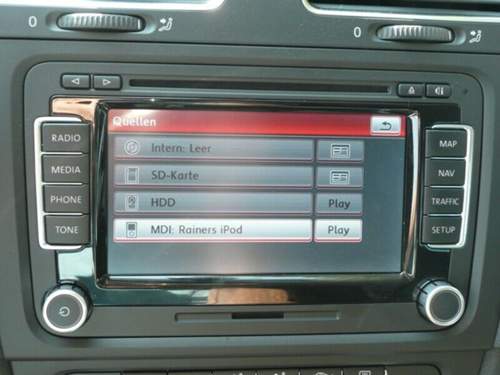 0
0
RADIO
MEDIA
PHONE
TONE
Quellen
Intern: Leer
SD-Karte
HDD Play
MDI: Rainers iPod Play
MAP
NAV
TRAFFIC
SETUP